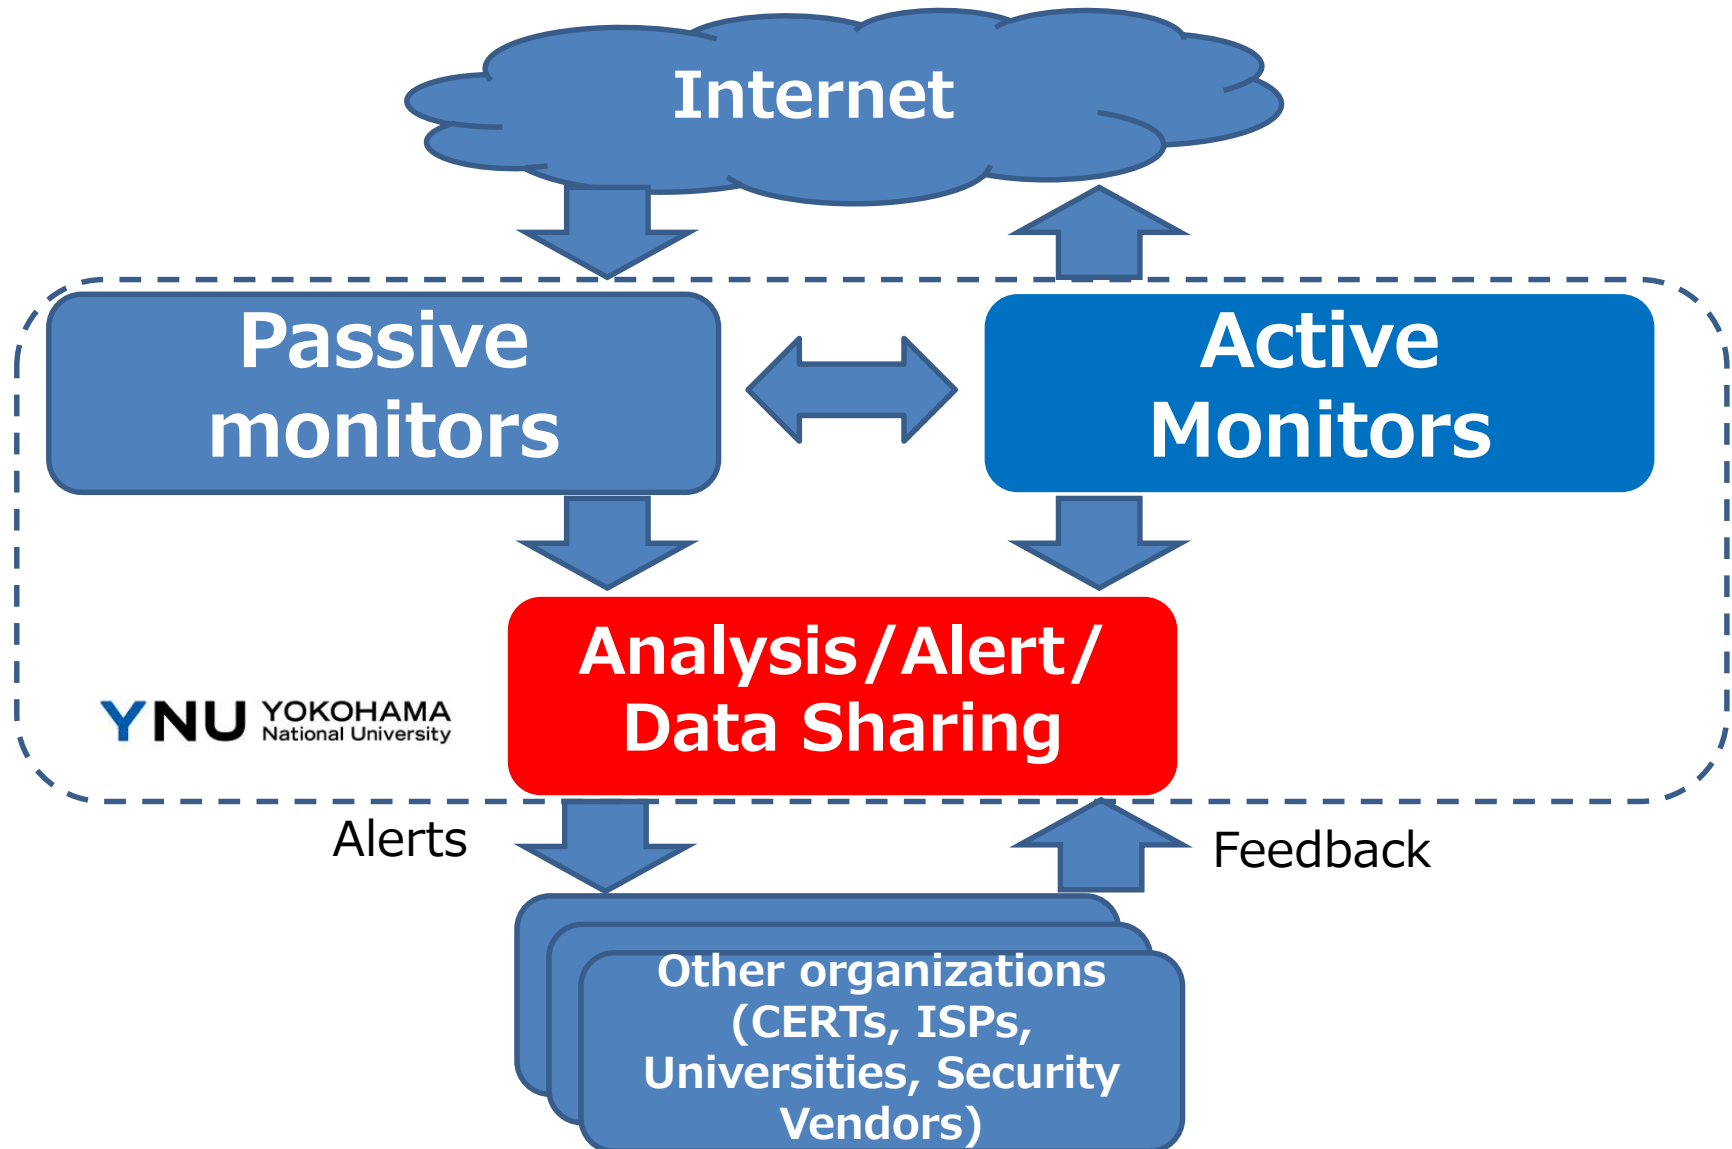 Internet
Passive
monitors
Active
Monitors
Analysis/Alert/
Data Sharing
YNU YOKOHAMA
National University
Alerts
Feedback
Other organizations
(CERTs, ISPs,
Universities, Security
Vendors)